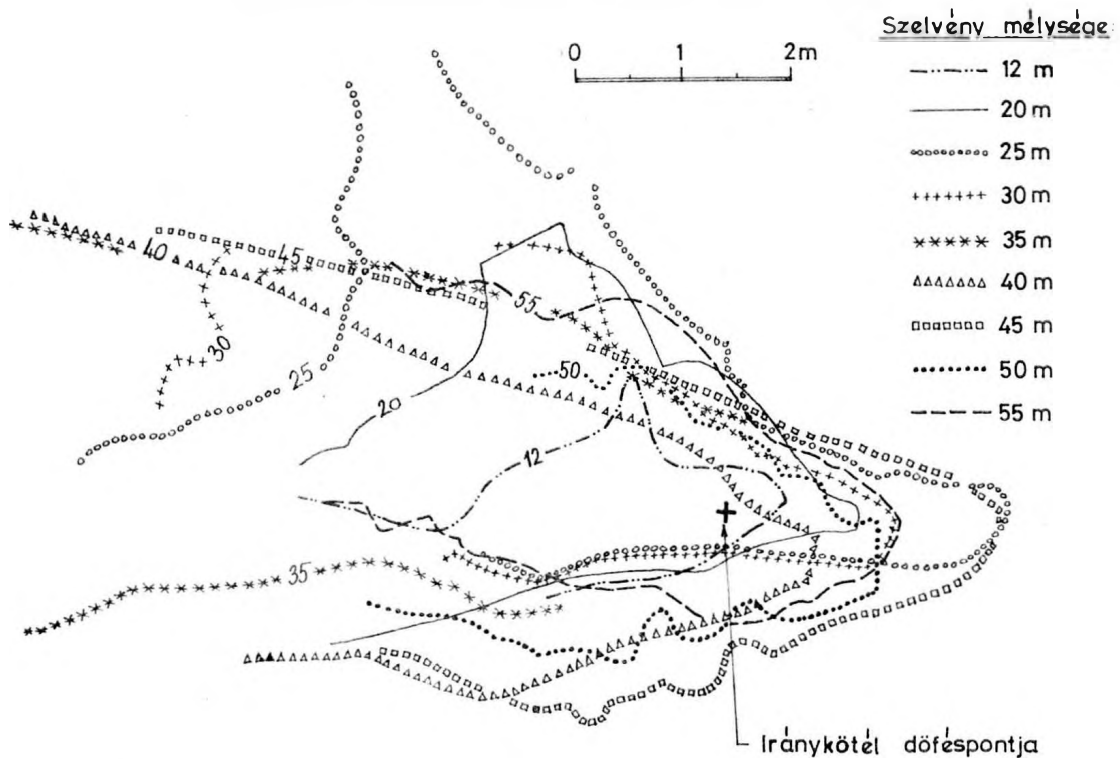 Szelvény mélysége
0 1 2m
12 m
20 m
25 m
30 m
35 m
40 m
45 m
50 m
55 m
40
45
55
30
25
50
20
12
35
Iránykötél döféspontja